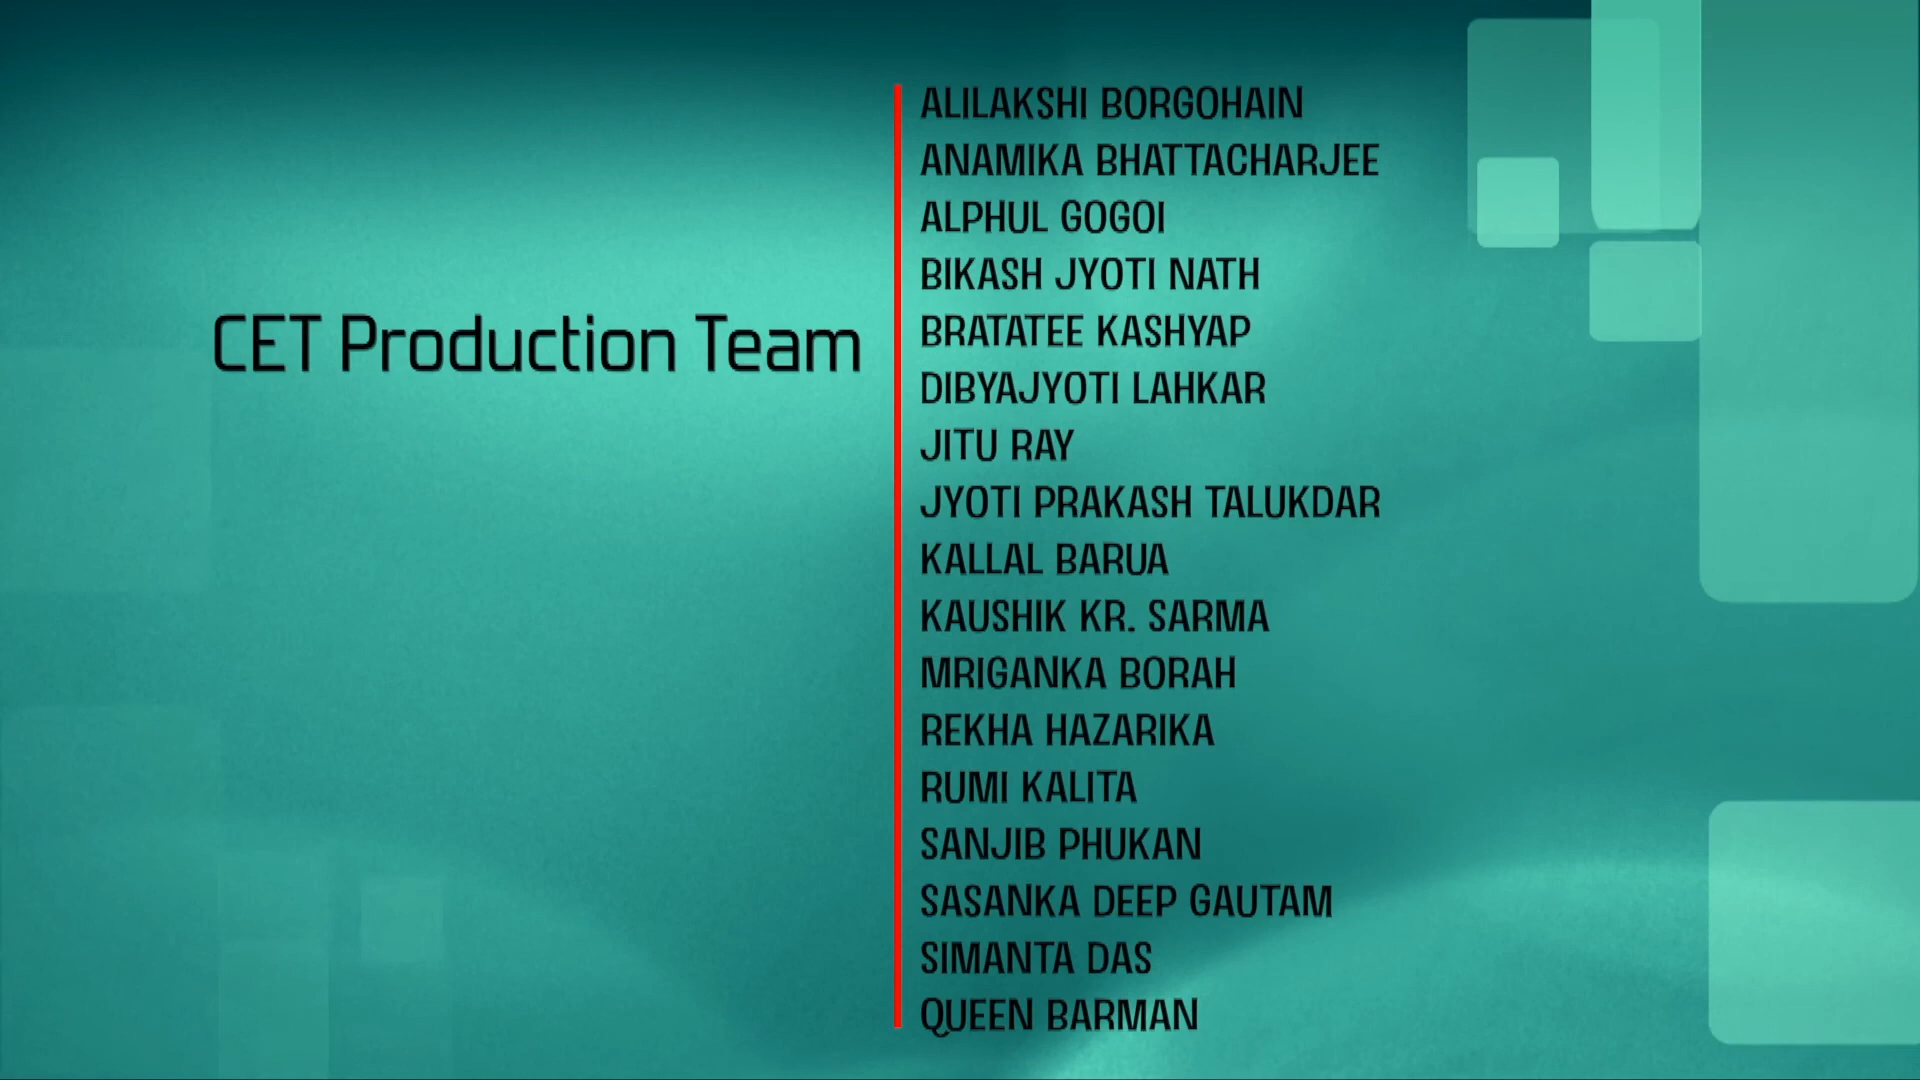 CET Production Team
ALILAKSHI BORGOHAIN
ANAMIKA BHATTACHARJEE
ALPHUL GOGOI
BIKASH JYOTI NATH
BRATATEE KASHYAP
DIBYAJYOTI LAHKAR
JITU RAY
JYOTI PRAKASH TALUKDAR
KALLAL BARUA
KAUSHIK KR. SARMA
MRIGANKA BORAH
REKHA HAZARIKA
RUMI KALITA
SANJIB PHUKAN
SASANKA DEEP GAUTAM
SIMANTA DAS
QUEEN BARMAN